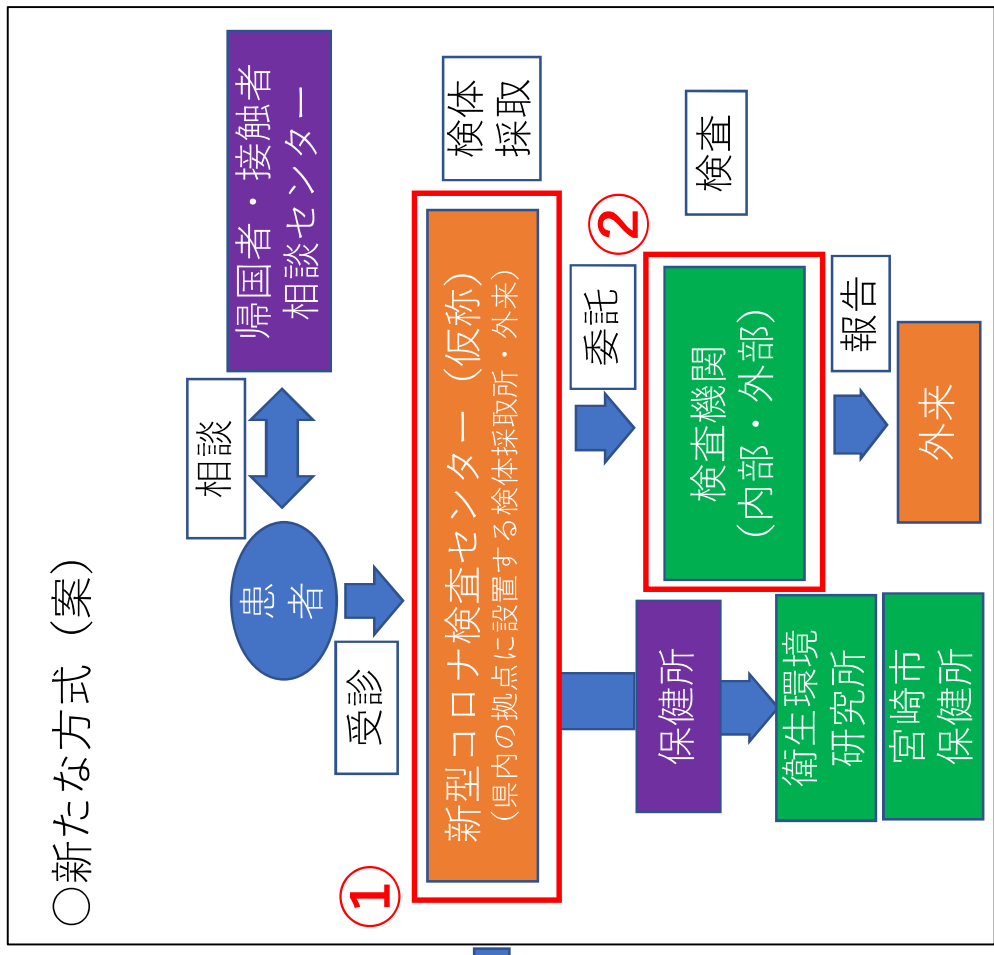 ○新たな方式（案）
患
者
相談
帰国者・接触者
相談センター
受診
①
新型コロナ検査センター（仮称）
（県内の拠点に設置する検体採取所・外来）
検体
採取
保健所
委託
②
検査機関
（内部・外部）
検査
衛生環境
研究所
宮崎市
保健所
報告
外来